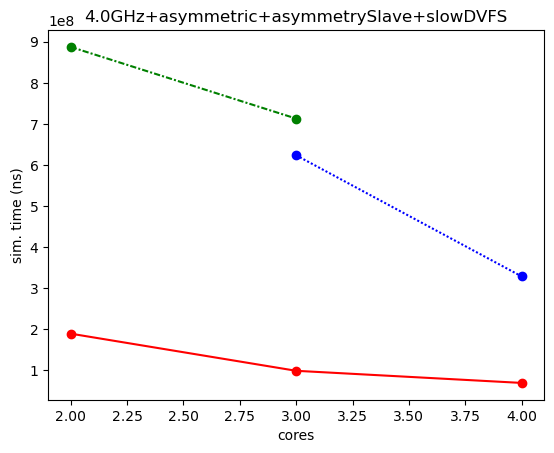 4.0GHz+asymmetric+asymmetrySlave+slowDVFS
1e8
9
8
7
6
5
4
3
2
1
sim. time (ns)
2.00 2.25 2.50 2.75 3.00 3.25 3.50 3.75 4.00
cores